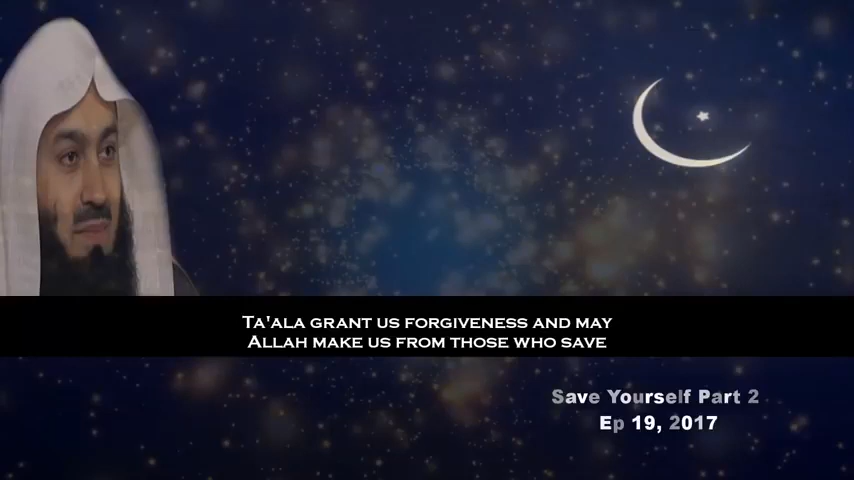 TA'ALA GRANT US FORGIVENESS AND MAY
ALLAH MAKE US FROM THOSE WHO SAVE
Save Yourself Part 2
Ep 19, 2017